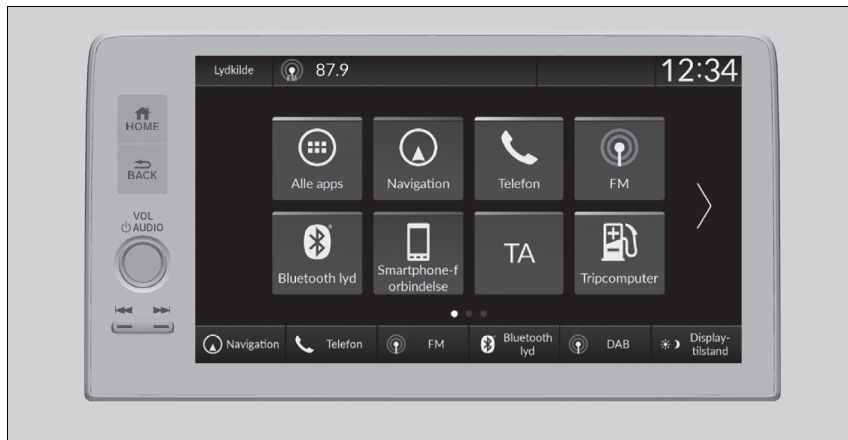 Lydkilde
FM
87.9
12:34
HOME
BACK
VOL
AUDIO
Alle apps
Navigation
Telefon
FM
Bluetooth lyd
Smartphone-f
orbindelse
TA
Tripcomputer
Navigation
Telefon
FM
Bluetooth
lyd
DAB
Display-
tilstand